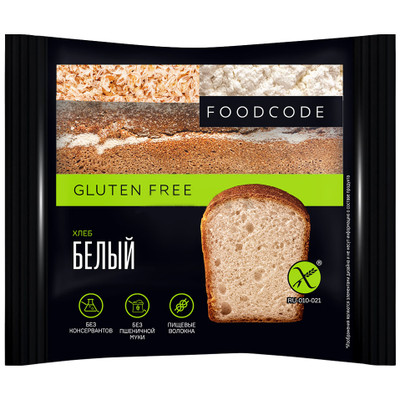 FOODCODE
GLUTEN FREE
ХЛЕБ
БЕЛЫЙ
®
RU-010-021
БЕЗ
КОНСЕРВАНТОВ
БЕЗ
ПШЕНИЧНОЙ
МУКИ
ПИЩЕВЫЕ
ВОЛОКНА